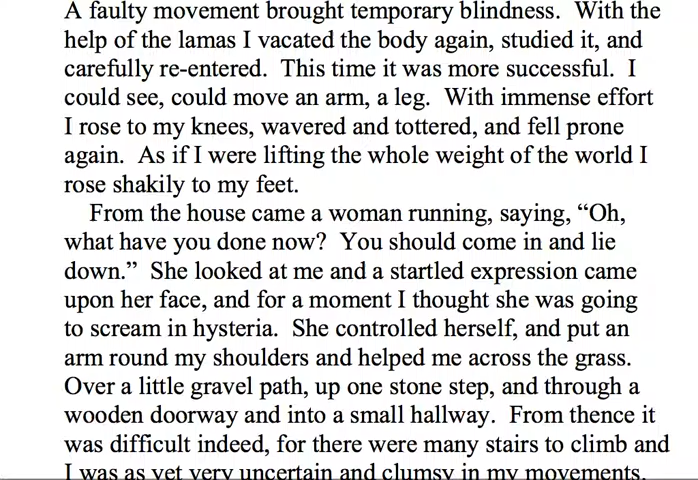 A faulty movement brought temporary blindness.  With the
help of the lamas I vacated the body again, studied it, and
carefully re-entered.  This time it was more successful.  I
could see, could move an arm, a leg.  With immense effort
I rose to my knees, wavered and tottered, and fell prone
again.  As if I were lifting the whole weight of the world I
rose shakily to my feet.
From the house came a woman running, saying, “Oh,
what have you done now?  You should come in and lie
down.”  She looked at me and a startled expression came
upon her face, and for a moment I thought she was going
to scream in hysteria.  She controlled herself, and put an
arm round my shoulders and helped me across the grass.
Over a little gravel path, up one stone step, and through a
wooden doorway and into a small hallway.  From thence it
was difficult indeed, for there were many stairs to climb and
I was as yet very uncertain and clumsy in my movements.